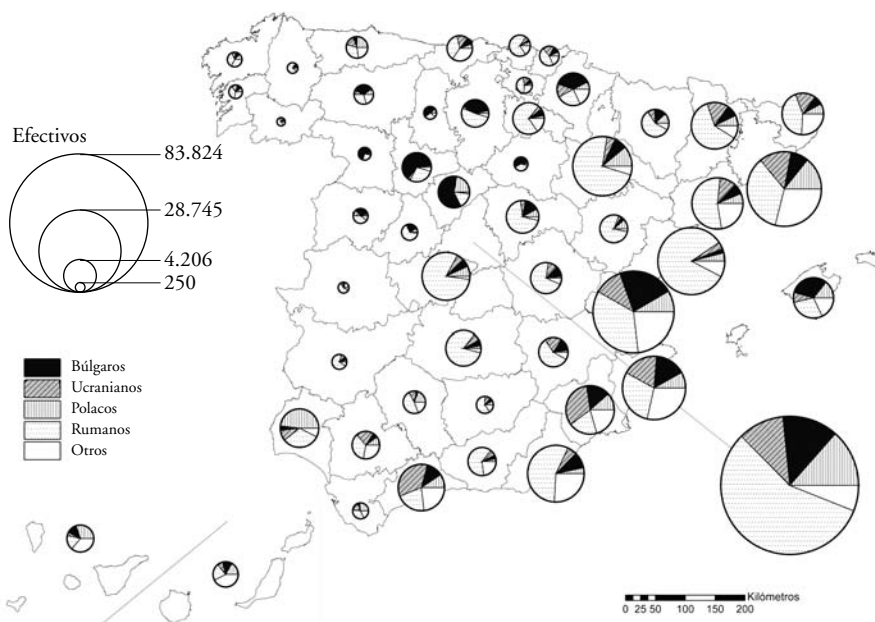 Efectivos
83.824
28.745
4.206
250
Búlgaros
Ucranianos
Polacos
Rumanos
Otros
Kilómetros
0 25 50 100 150 200